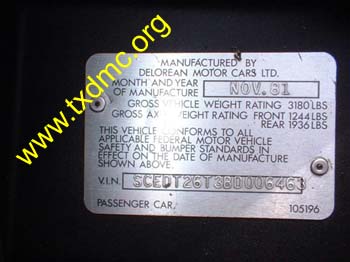 www.txdmc.org
MANUFACTURED BY
DELOREAN MOTOR CARS LTD.
MONTH AND YEAR
OF MANUFACTURE NOV. 81
GROSS VEHICLE WEIGHT RATING 3180 LBS
GROSS AXLE WEIGHT RATING FRONT 1244 LBS
REAR 1936 LBS
THIS VEHICLE CONFORMS TO ALL
APPLICABLE FEDERAL MOTOR VEHICLE
SAFETY AND BUMPER STANDARDS IN
EFFECT ON THE DATE OF MANUFACTURE
V.I.N. SCEDT26T3BD006463
PASSENGER CAR. 105196